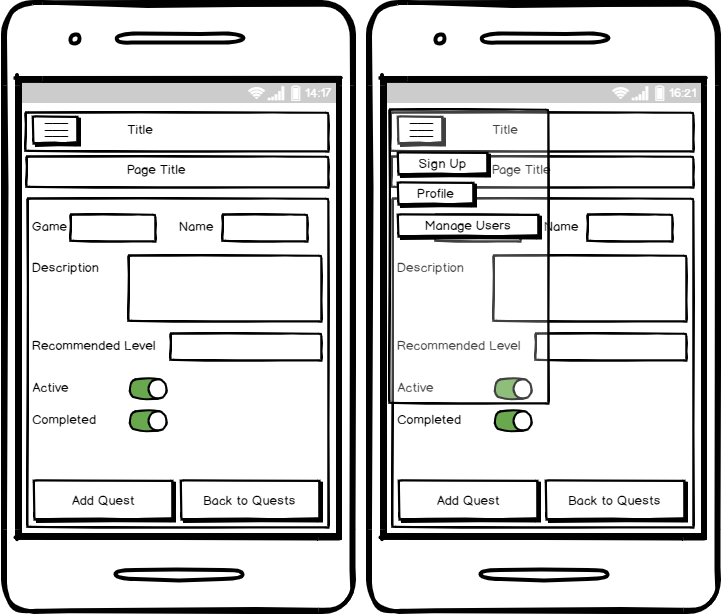 14:17
Title
Page Title
Game Name
Description
Recommended Level
Active
Completed
Add Quest Back to Quests
16:21
Title
Sign Up Page Title
Profile
Manage Users Name
Description
Recommended Level
Active
Completed
Add Quest Back to Quests